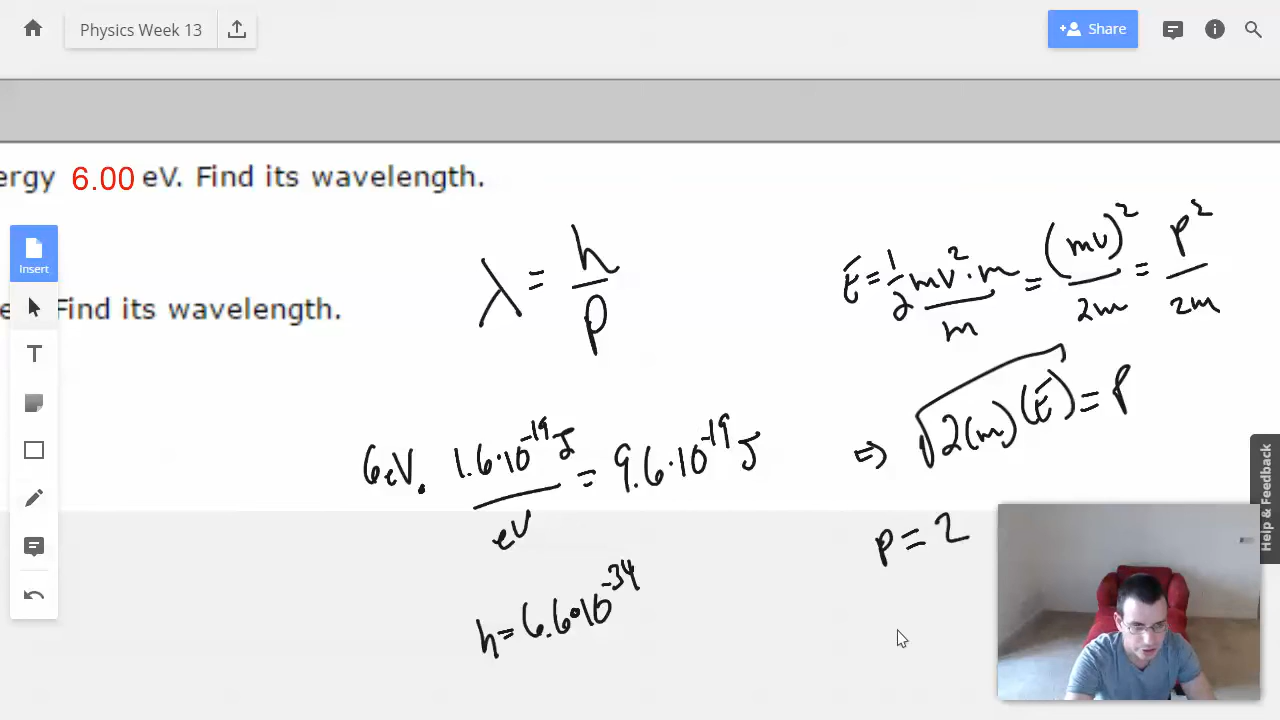 Physics Week 13
Share
ergy 6.00 eV. Find its wavelength.
Insert
Find its wavelength.
T
λ = h/p
E = 1/2 mv² · m/m = (mv)²/2m = p²/2m
⇒ √2(m)(E) = p
6eV. 1.6·10⁻¹⁹J/eV = 9.6·10⁻¹⁹J
p = 2
h = 6.6·10⁻³⁴
Help & Feedback